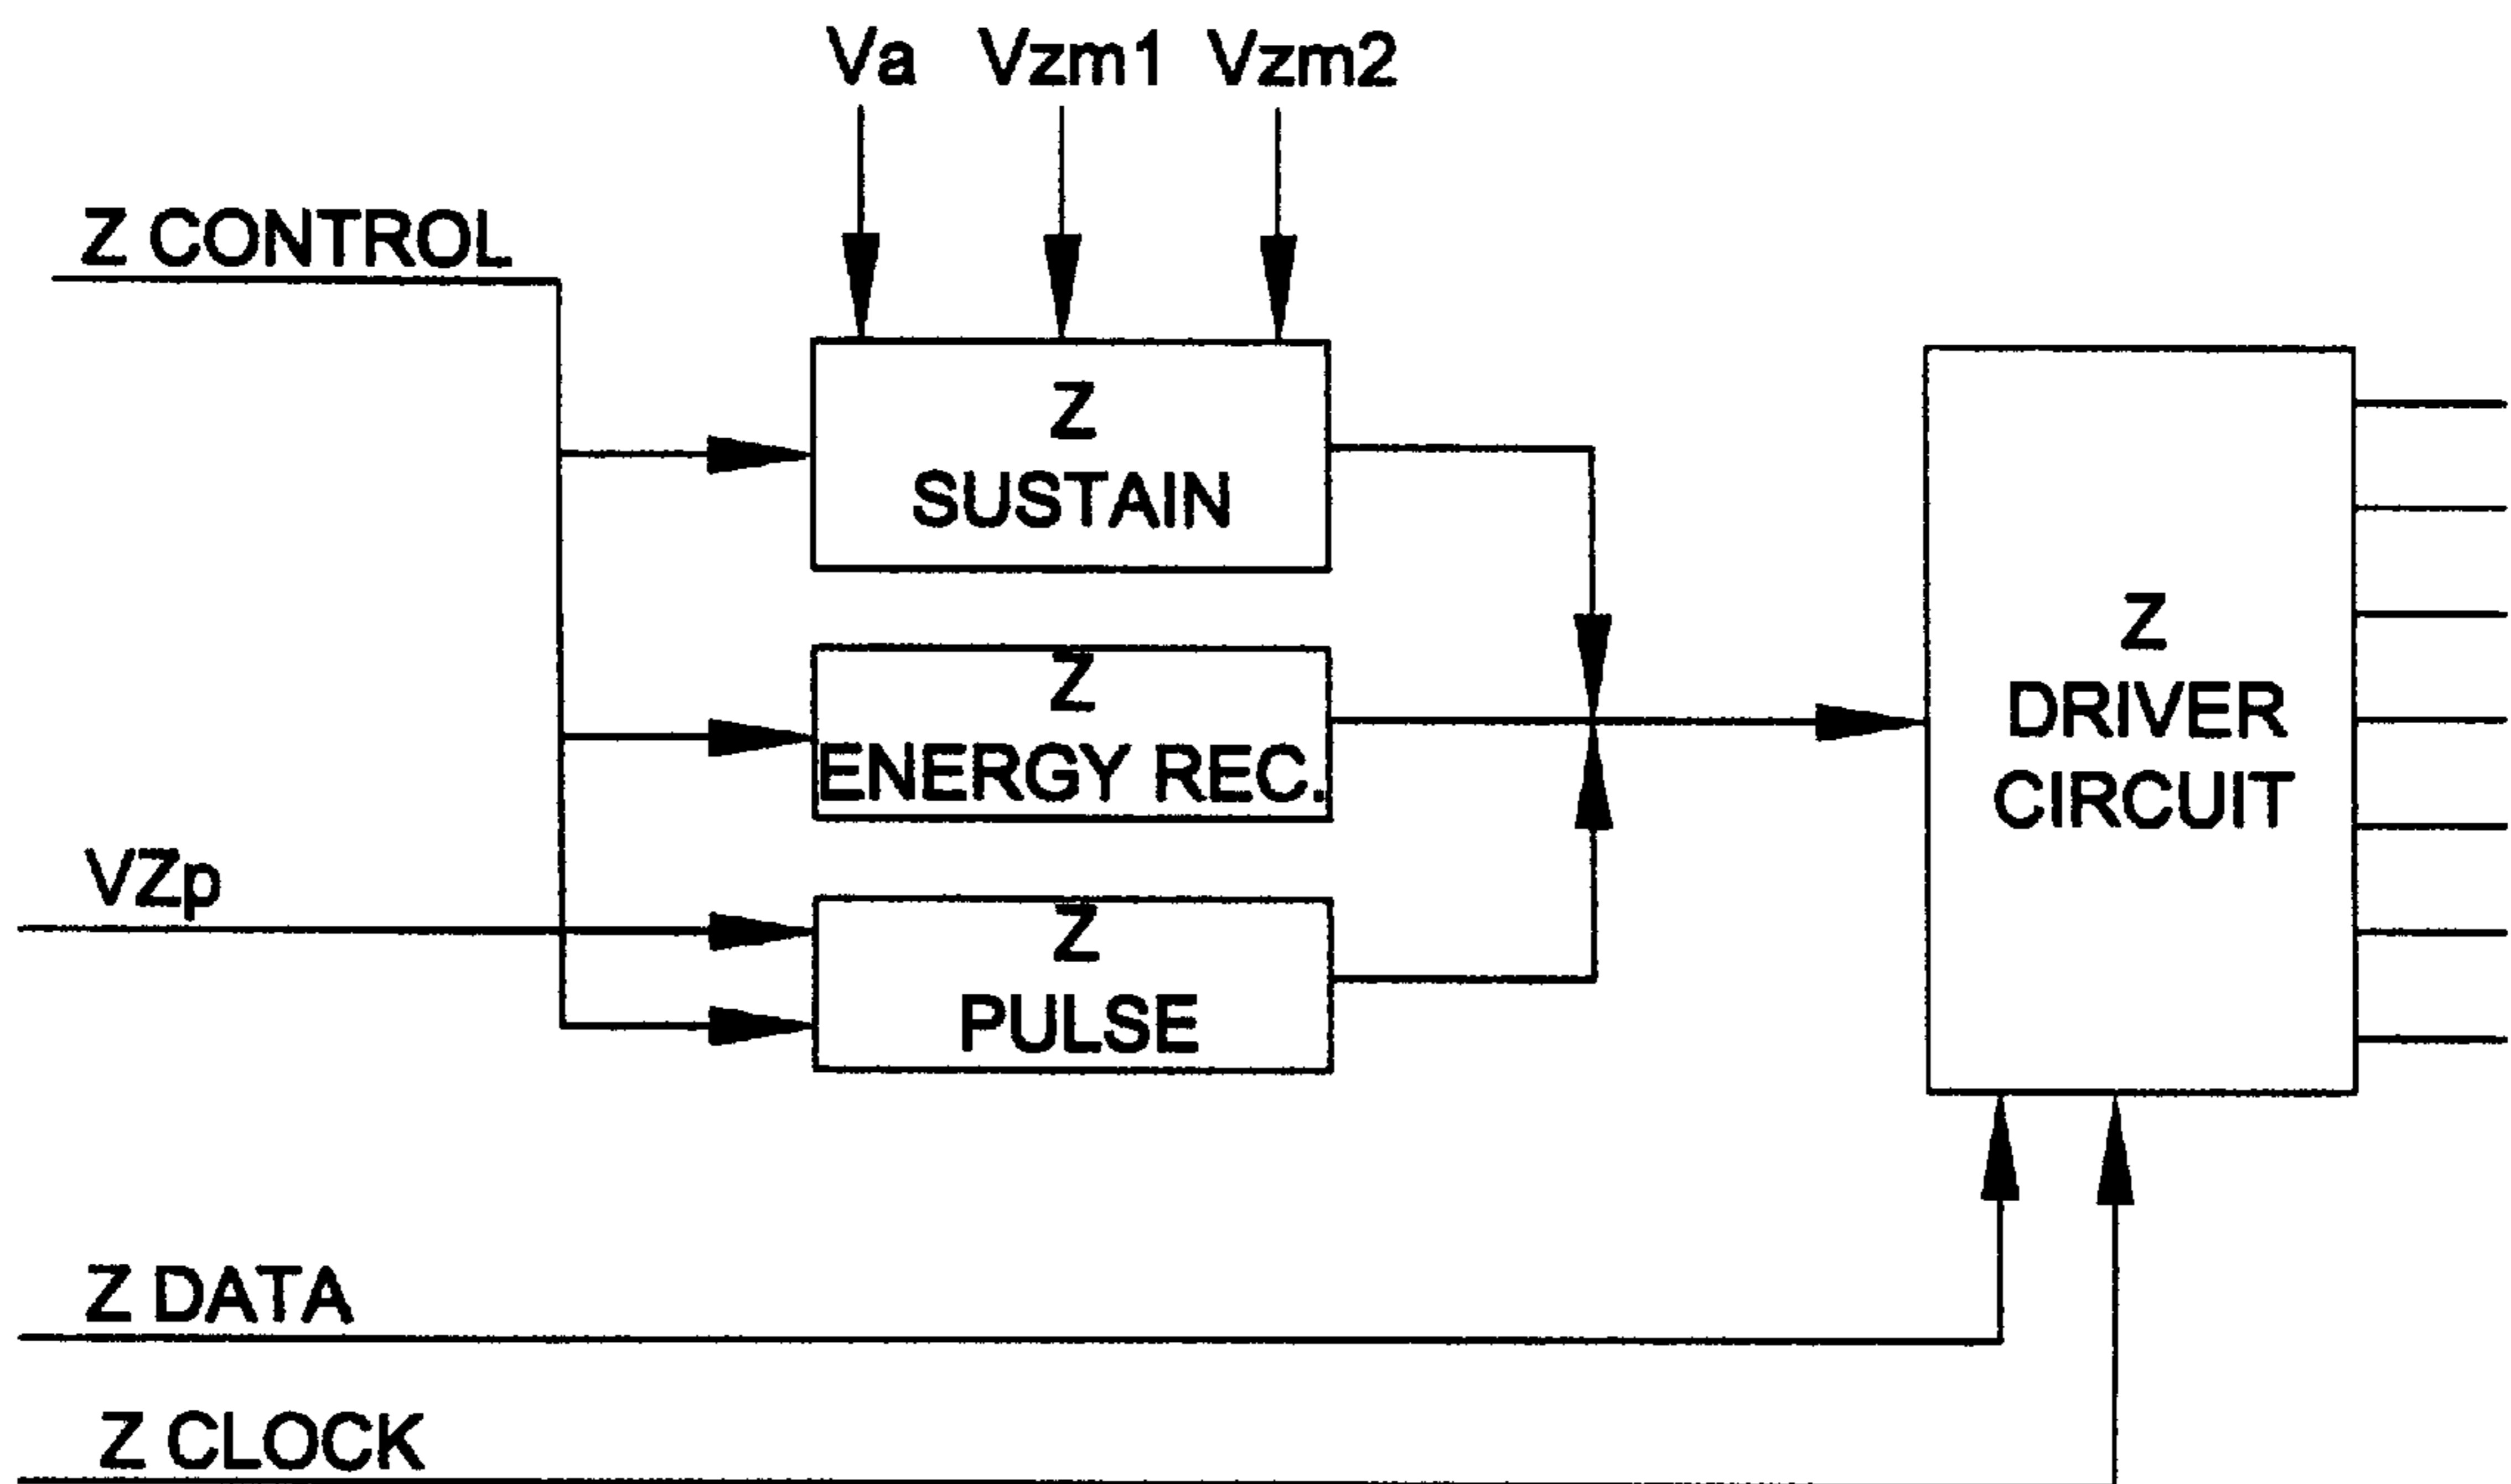 Va Vzm1 Vzm2
Z CONTROL
Z
SUSTAIN
Z
ENERGY REC.
Z
DRIVER
CIRCUIT
VZp
Z
PULSE
Z DATA
Z CLOCK